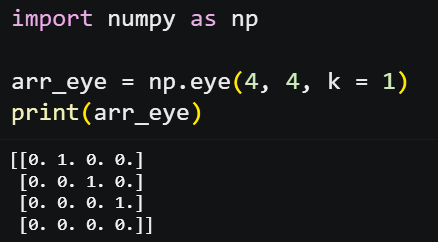 import numpy as np
arr_eye = np.eye(4, 4, k = 1)
print(arr_eye)
[[0. 1. 0. 0.]
 [0. 0. 1. 0.]
 [0. 0. 0. 1.]
 [0. 0. 0. 0.]]